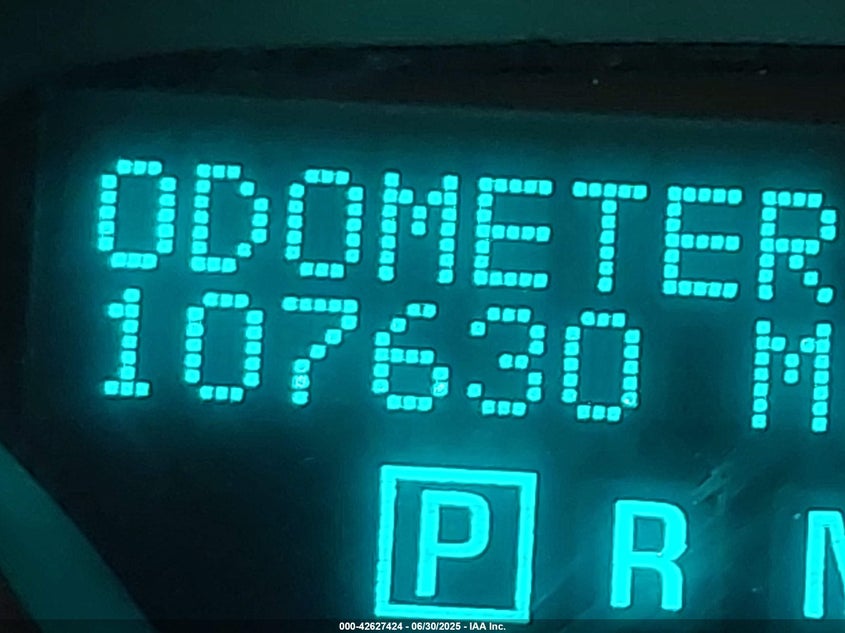 ODOMETER
107630 M
P R N
000-42627424 - 06/30/2025 - IAA Inc.